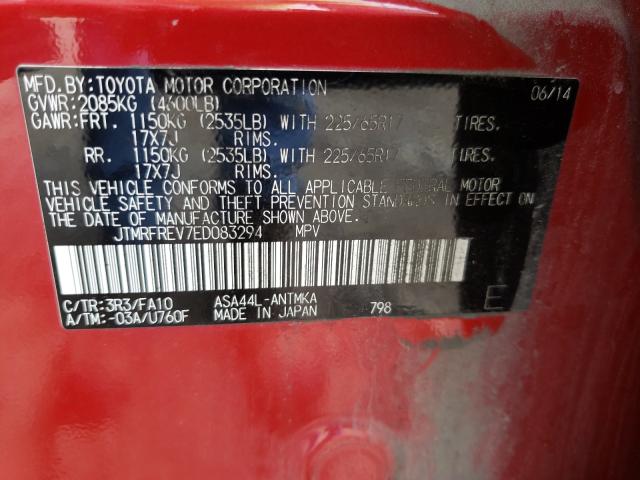 MFD.BY:TOYOTA MOTOR CORPORATION 06/14
GVWR:2085KG (4600LB)
GAWR:FRT. 1150KG (2535LB) WITH 225/65R17 TIRES.
17X7J RIMS.
RR. 1150KG (2535LB) WITH 225/65R17 TIRES.
17X7J RIMS.
THIS VEHICLE CONFORMS TO ALL APPLICABLE FEDERAL MOTOR
VEHICLE SAFETY AND THEFT PREVENTION STANDARDS IN EFFECT ON
THE DATE OF MANUFACTURE SHOWN ABOVE.
JTMRFREV7ED083294 MPV
C/TR:3R3/FA10 ASA44L-ANTMKA
A/TM:-03A/U760F MADE IN JAPAN 798 E